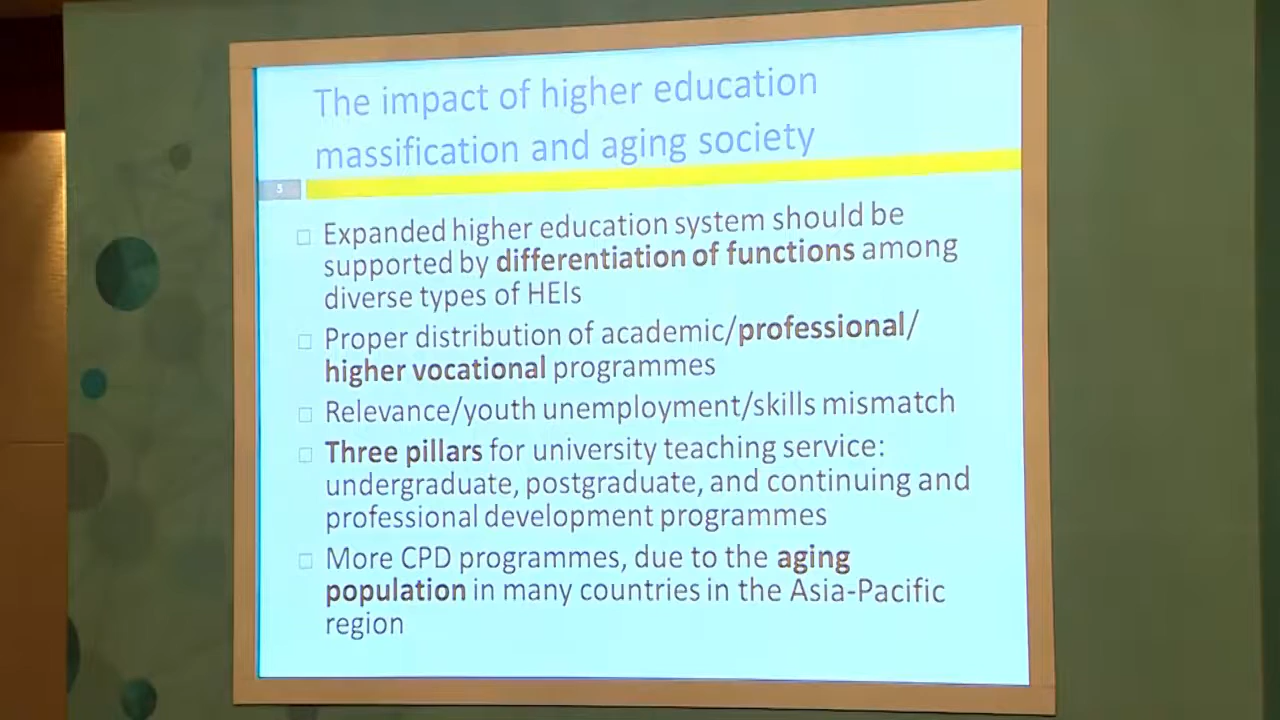 The impact of higher education
massification and aging society
5
Expanded higher education system should be
supported by differentiation of functions among
diverse types of HEIs
Proper distribution of academic/professional/
higher vocational programmes
Relevance/youth unemployment/skills mismatch
Three pillars for university teaching service:
undergraduate, postgraduate, and continuing and
professional development programmes
More CPD programmes, due to the aging
population in many countries in the Asia-Pacific
region